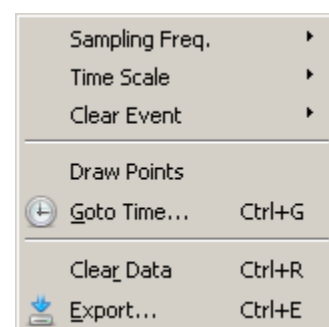 Sampling Freq.
Time Scale
Clear Event
Draw Points
Goto Time... Ctrl+G
Clear Data Ctrl+R
Export... Ctrl+E